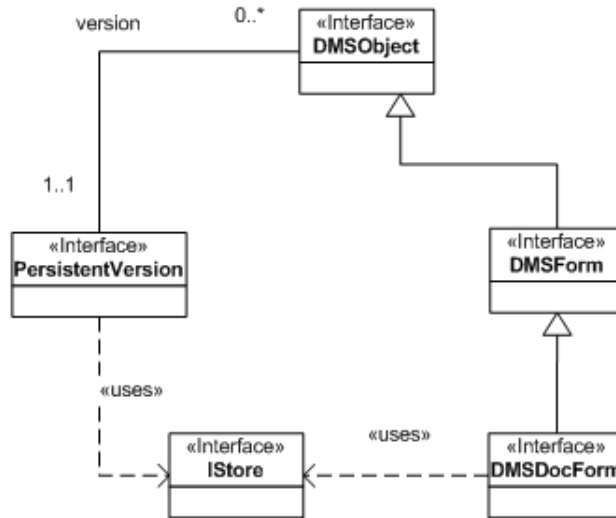 version
0..*
«Interface»
DMSObject
1..1
«Interface»
PersistentVersion
«Interface»
DMSForm
«uses»
«uses»
«Interface»
IStore
«Interface»
DMSDocForm